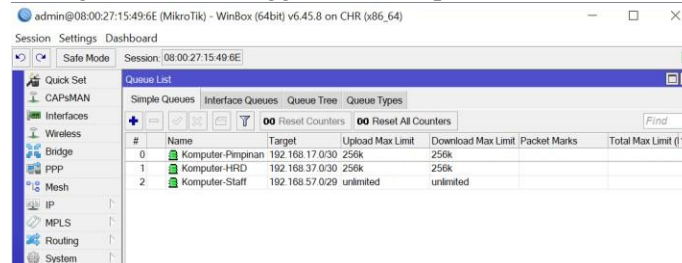 admin@08:00:27:15:49:6E (MikroTik) - WinBox (64bit) v6.45.8 on CHR (x86_64)
Session Settings Dashboard
Safe Mode Session: 08:00:27:15:49:6E
Quick Set
CAPsMAN
Interfaces
Wireless
Bridge
PPP
Mesh
IP
MPLS
Routing
System
Queue List
Simple Queues Interface Queues Queue Tree Queue Types
00 Reset Counters 00 Reset All Counters Find
# Name Target Upload Max Limit Download Max Limit Packet Marks Total Max Limit
0 Komputer-Pimpinan 192.168.17.0/30 256k 256k
1 Komputer-HRD 192.168.37.0/30 256k 256k
2 Komputer-Staff 192.168.57.0/29 unlimited unlimited